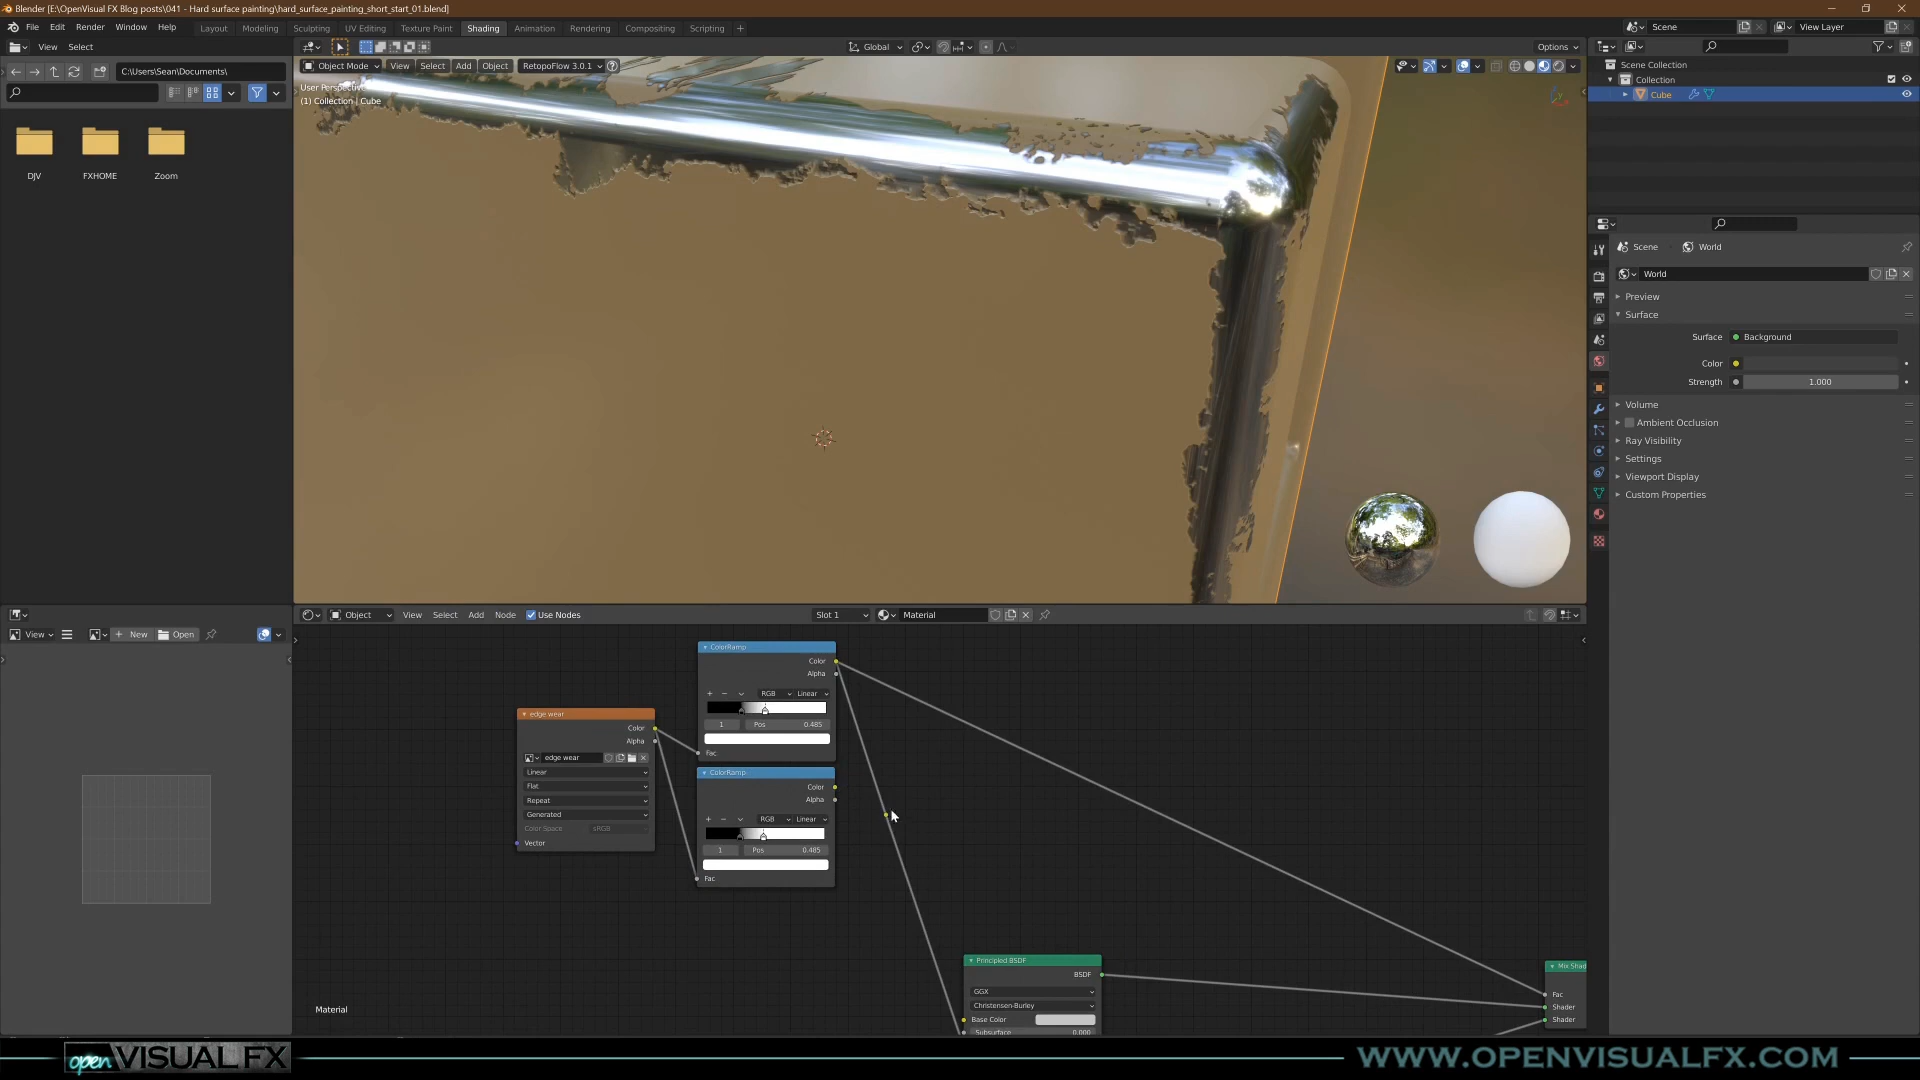 Blender [E:\OpenVisual FX Blog posts\041 - Hard surface painting\hard_surface_painting_short_start_01.blend]
File Edit Render Window Help
Layout Modeling Sculpting UV Editing Texture Paint Shading Animation Rendering Compositing Scripting +
Scene
View Layer
View Select
Global
Options
C:\Users\Sean\Documents\
Object Mode View Select Add Object RetopoFlow 3.0.1
User Perspective
(1) Collection | Cube
DJV FXHOME Zoom
Scene Collection
Collection
Cube
Scene World
World
Preview
Surface
Surface Background
Color
Strength 1.000
Volume
Ambient Occlusion
Ray Visibility
Settings
Viewport Display
Custom Properties
Object View Select Add Node Use Nodes
Slot 1 Material
View New Open
ColorRamp
Color
Alpha
RGB Linear
1 Pos 0.485
Fac
edge wear
Color
Alpha
edge wear
Linear
Flat
Repeat
Generated
Color Space sRGB
Vector
ColorRamp
Color
Alpha
RGB Linear
1 Pos 0.485
Fac
Principled BSDF
BSDF
GGX
Christensen-Burley
Base Color
Subsurface 0.000
Mix Shad
Fac
Shader
Shader
Material
open VISUALFX
WWW.OPENVISUALFX.COM